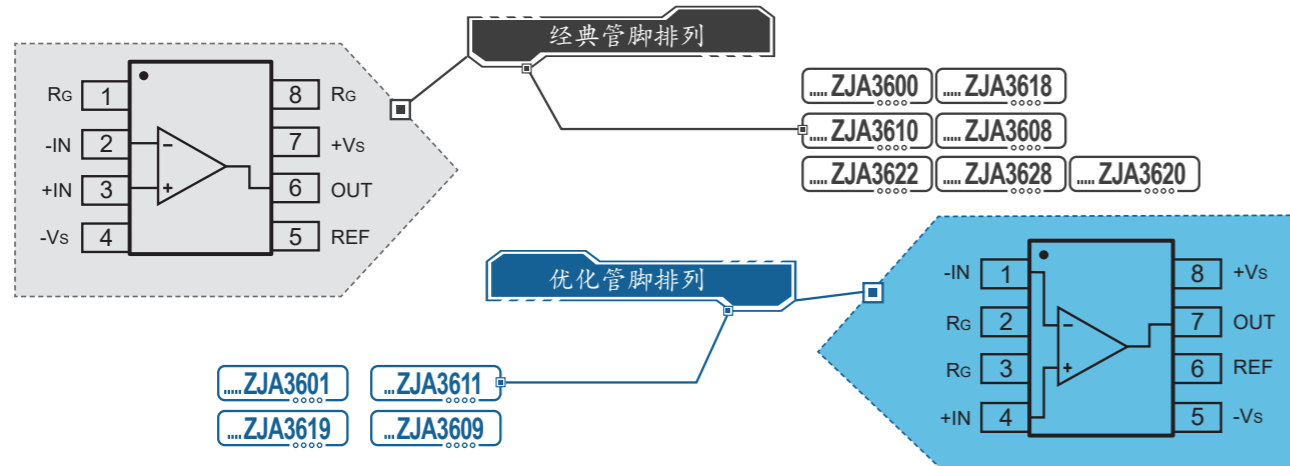 经典管脚排列
RG 1 8 RG
-IN 2 7 +VS
+IN 3 6 OUT
-VS 4 5 REF
− +
.....ZJA3600 .....ZJA3618
.....ZJA3610 .....ZJA3608
.....ZJA3622 .....ZJA3628 .....ZJA3620
优化管脚排列
-IN 1 8 +VS
RG 2 7 OUT
RG 3 6 REF
+IN 4 5 -VS
− +
.....ZJA3601 ...ZJA3611
....ZJA3619 ...ZJA3609